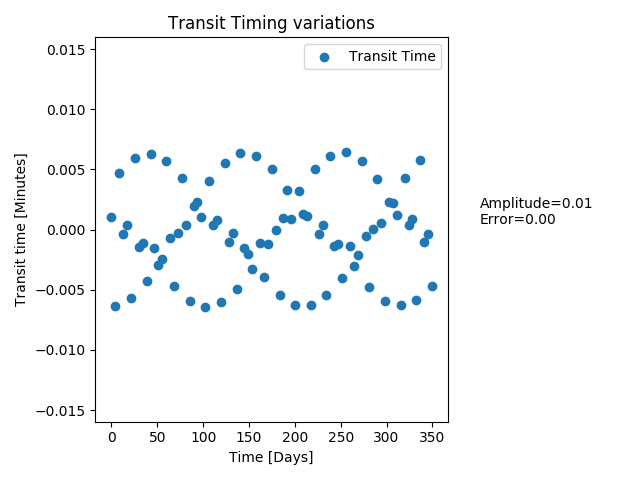 Transit Timing variations
Transit Time
Transit time [Minutes]
0.015
0.010
0.005
0.000
−0.005
−0.010
−0.015
0 50 100 150 200 250 300 350
Time [Days]
Amplitude=0.01
Error=0.00